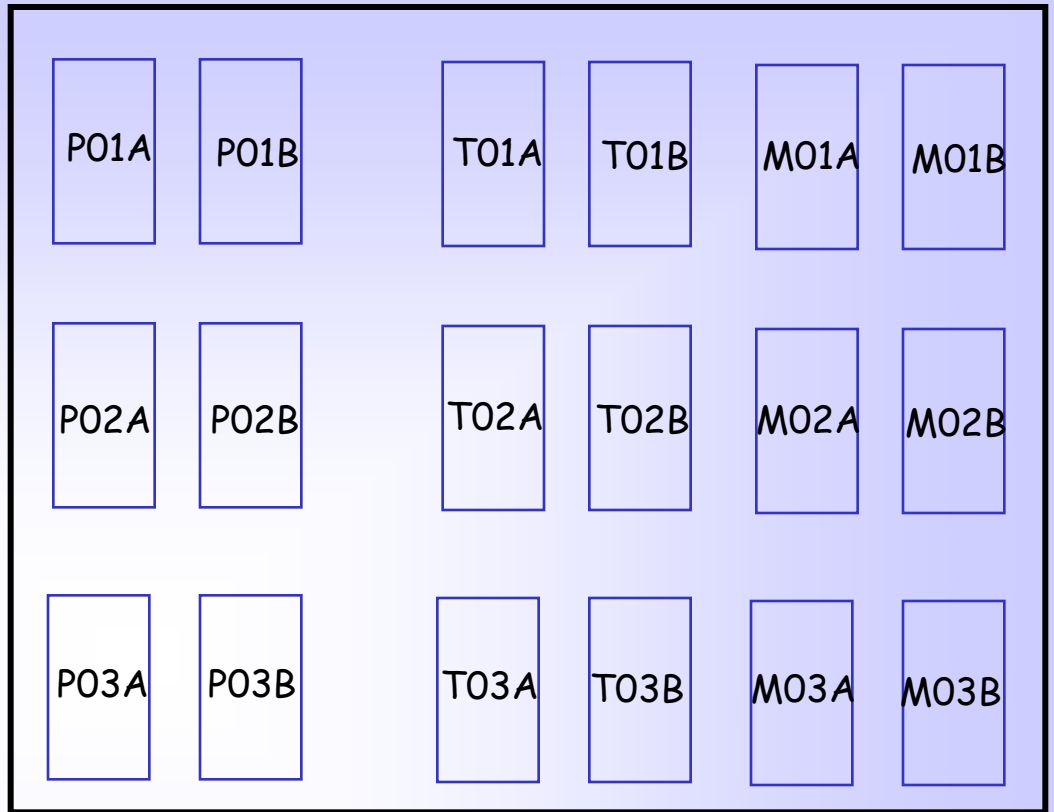 P01A P01B T01A T01B M01A M01B
P02A P02B T02A T02B M02A M02B
P03A P03B T03A T03B M03A M03B